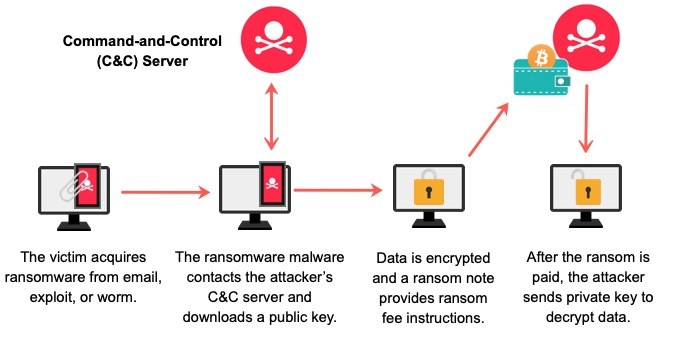 Command-and-Control
(C&C) Server
The victim acquires
ransomware from email,
exploit, or worm.
The ransomware malware
contacts the attacker's
C&C server and
downloads a public key.
Data is encrypted
and a ransom note
provides ransom
fee instructions.
After the ransom is
paid, the attacker
sends private key to
decrypt data.